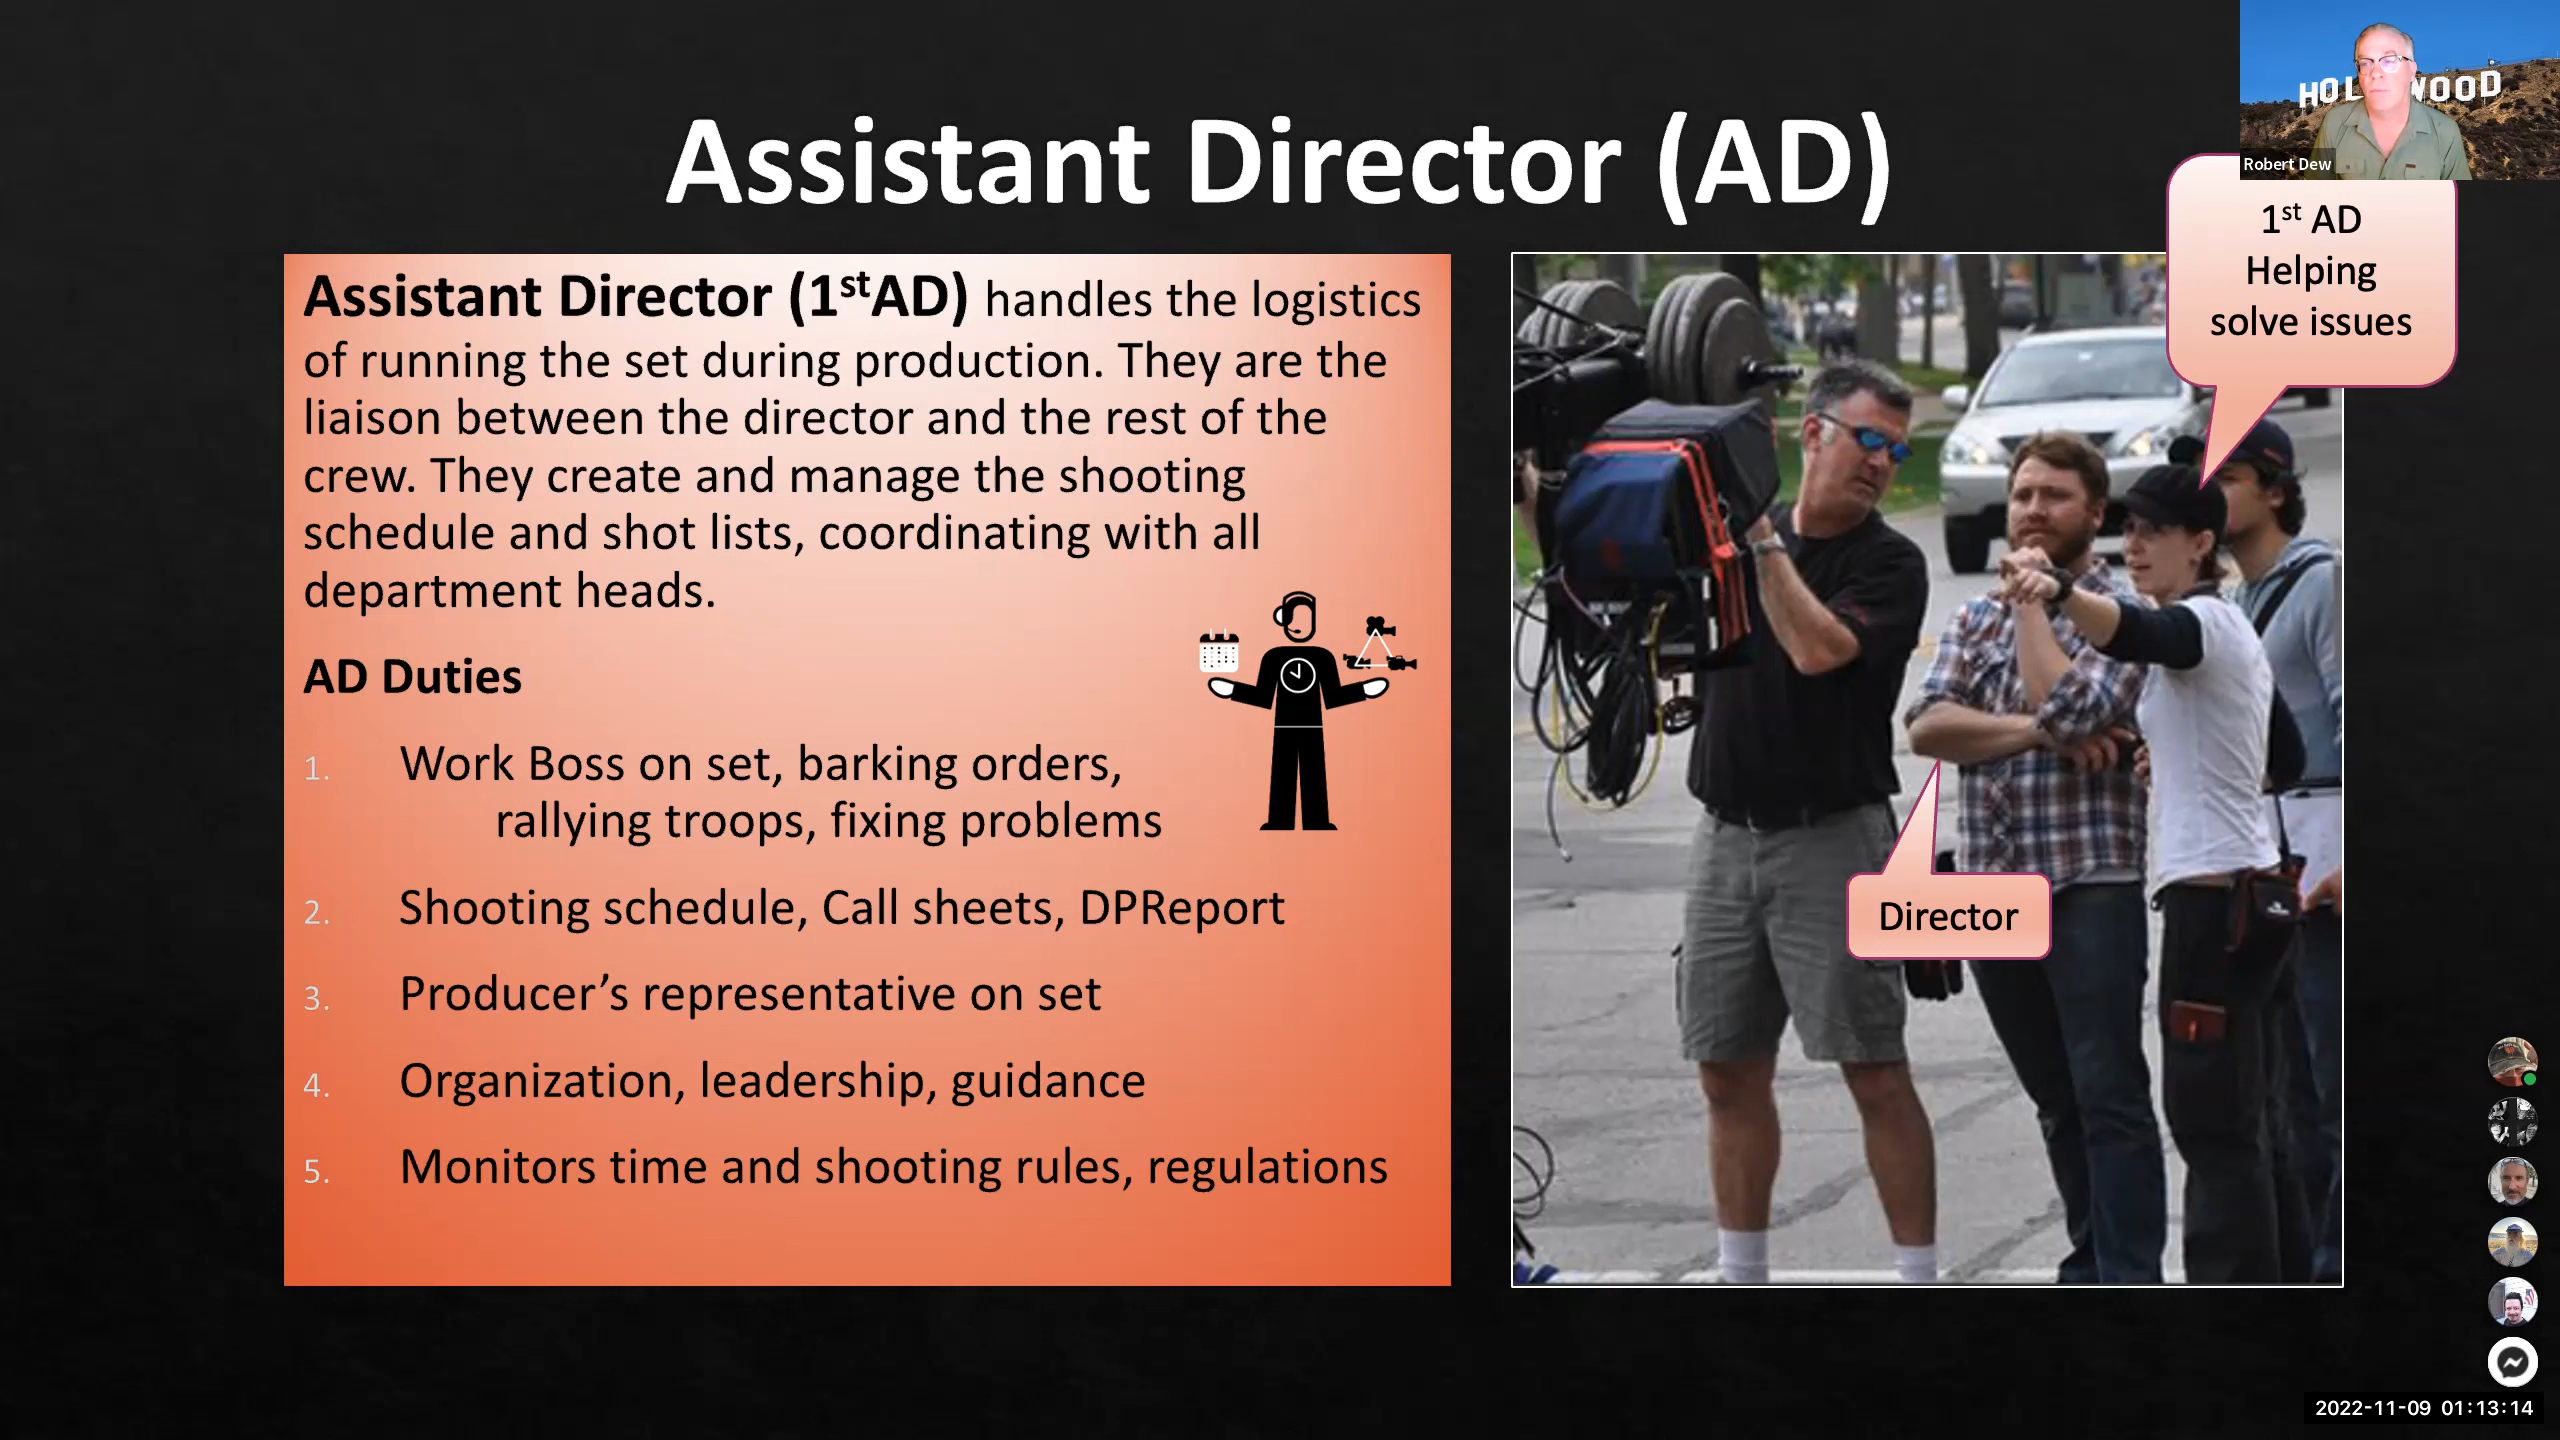 HOL WOOD
Robert Dew
Assistant Director (AD)
1st AD
Helping
solve issues
Assistant Director (1stAD) handles the logistics
of running the set during production. They are the
liaison between the director and the rest of the
crew. They create and manage the shooting
schedule and shot lists, coordinating with all
department heads.
AD Duties
1. Work Boss on set, barking orders,
rallying troops, fixing problems
2. Shooting schedule, Call sheets, DPReport
3. Producer’s representative on set
4. Organization, leadership, guidance
5. Monitors time and shooting rules, regulations
Director
2022-11-09 01:13:14